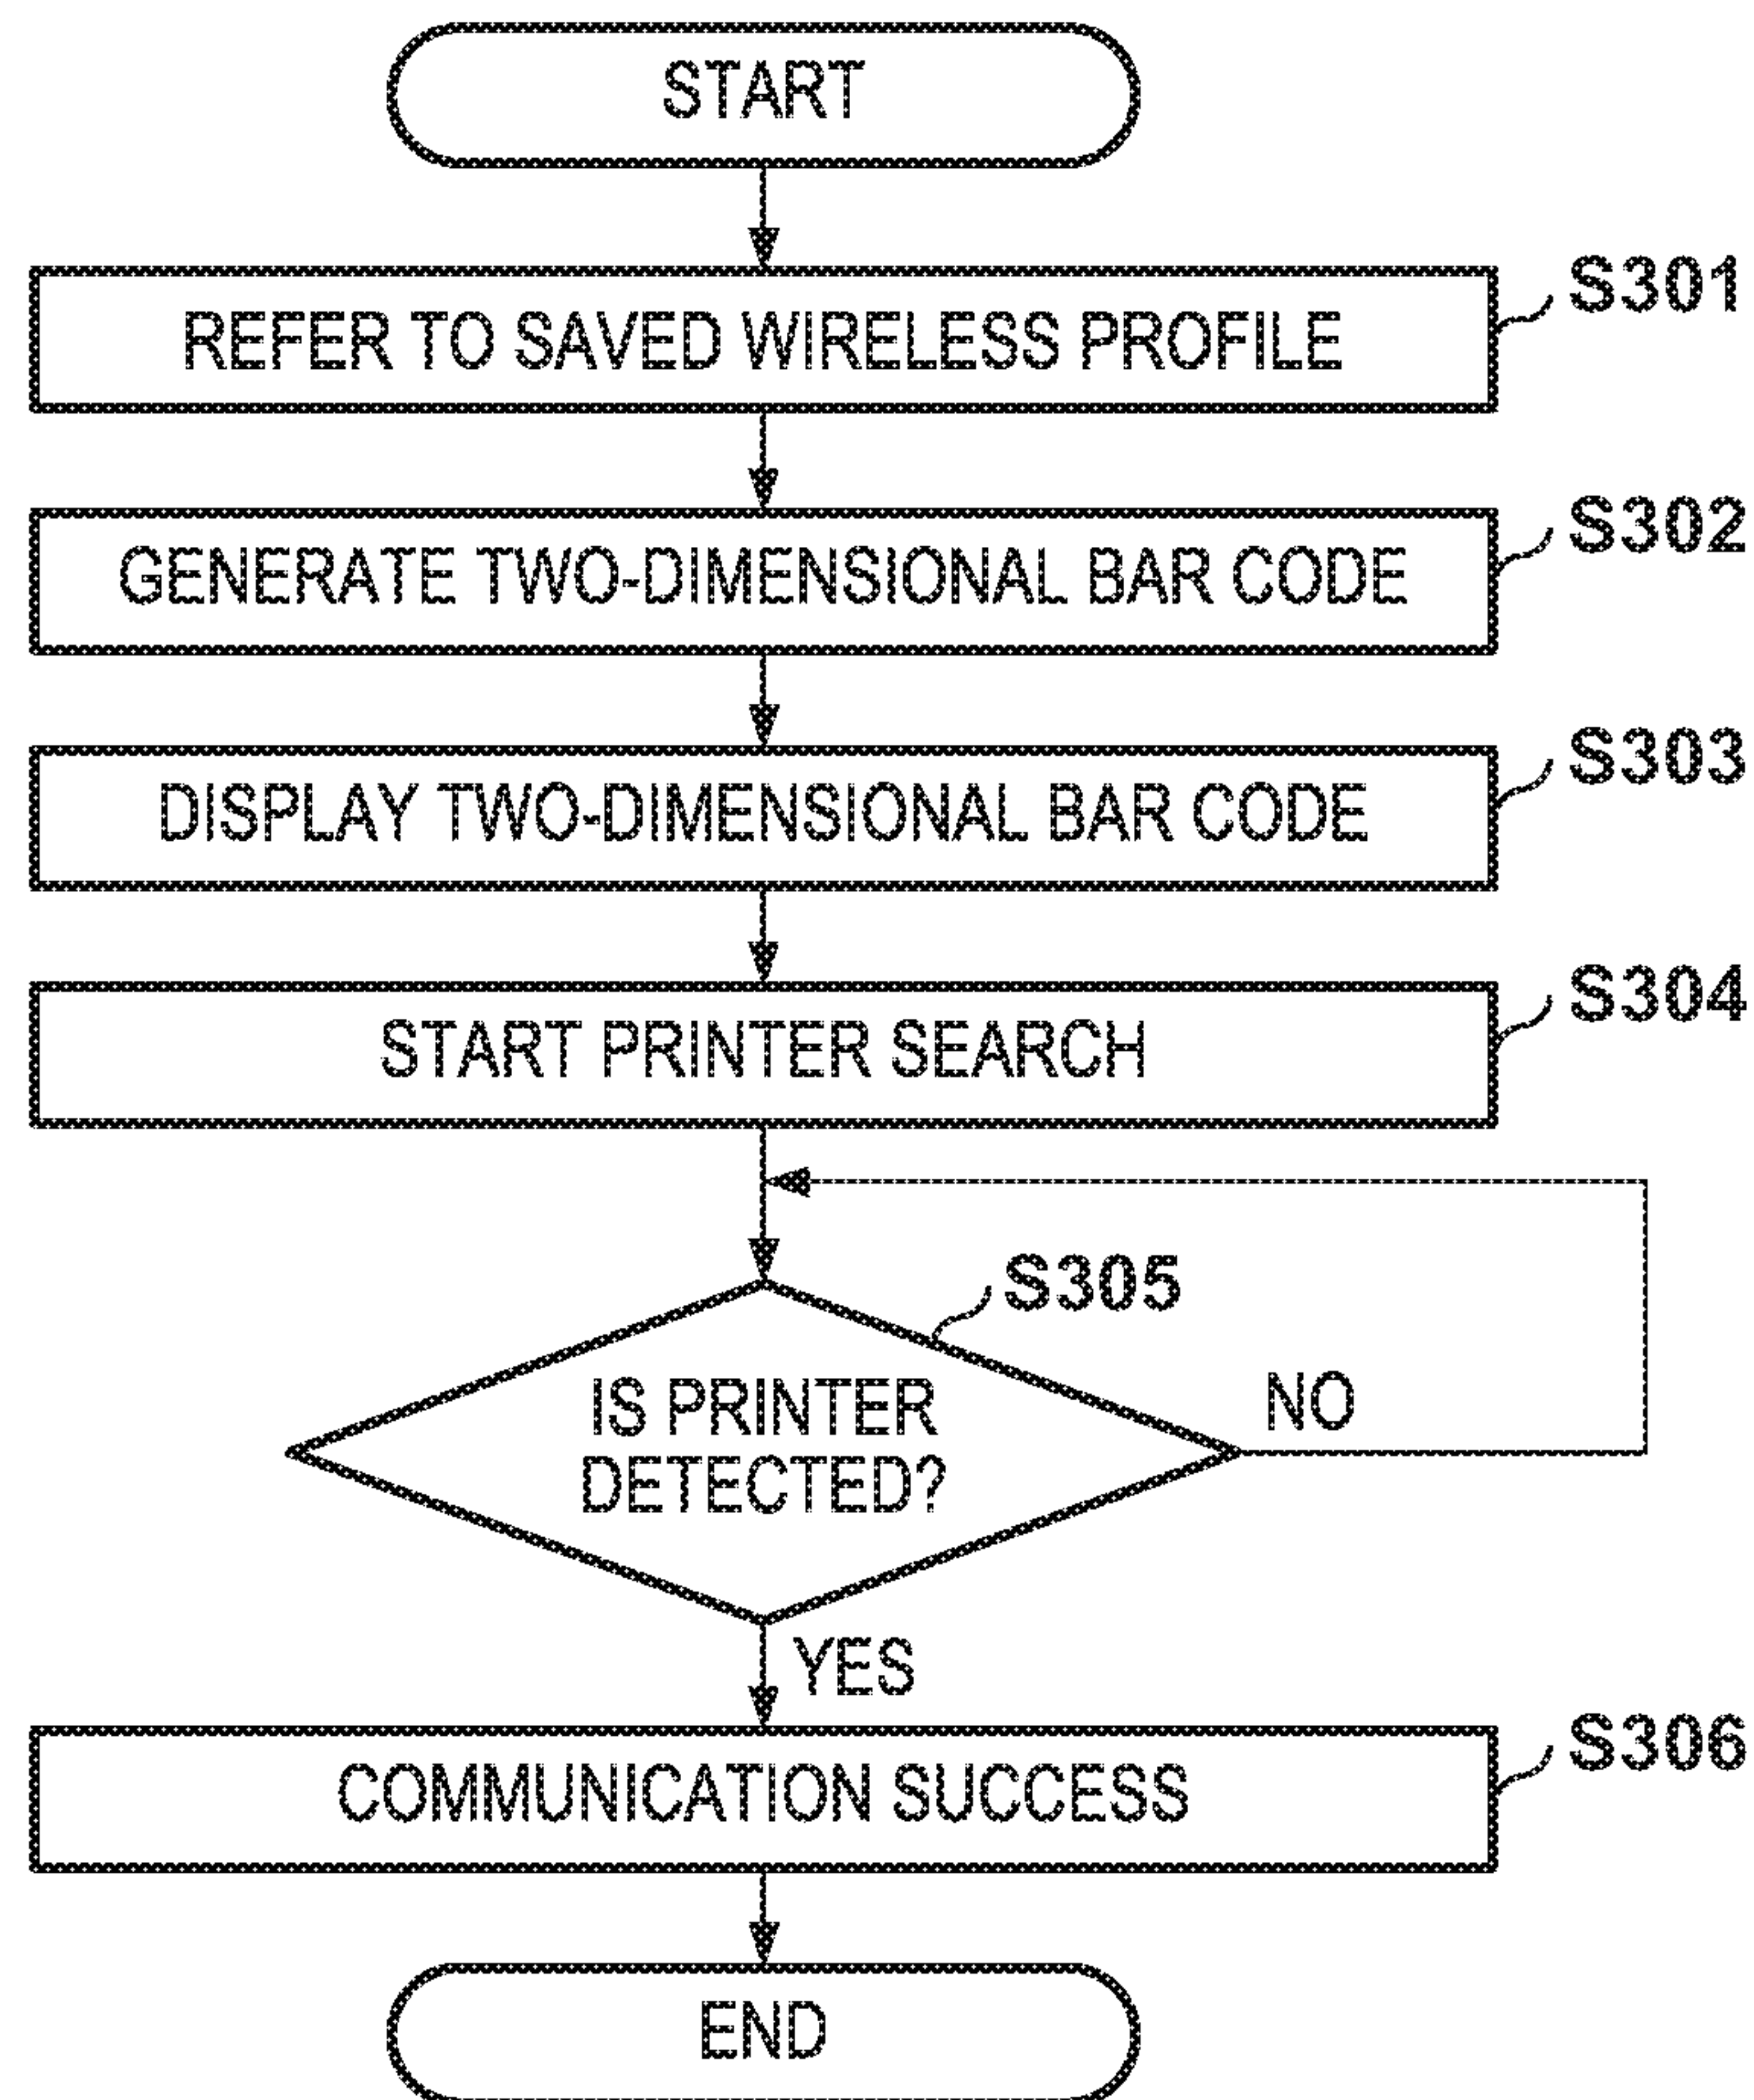 START
REFER TO SAVED WIRELESS PROFILE
S301
GENERATE TWO-DIMENSIONAL BAR CODE
S302
DISPLAY TWO-DIMENSIONAL BAR CODE
S303
START PRINTER SEARCH
S304
S305
IS PRINTER
DETECTED?
NO
YES
COMMUNICATION SUCCESS
S306
END